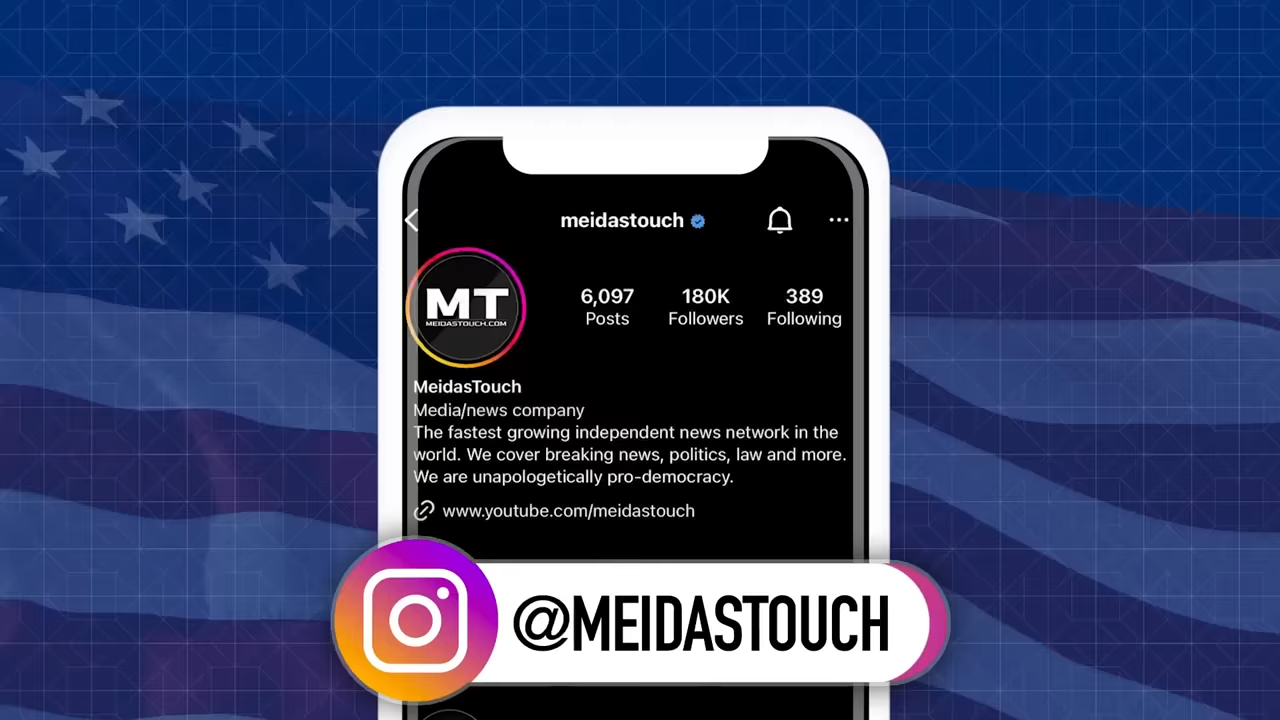 meidastouch
MT
MEIDASTOUCH.COM
6,097 180K 389
Posts Followers Following
MeidasTouch
Media/news company
The fastest growing independent news network in the
world. We cover breaking news, politics, law and more.
We are unapologetically pro-democracy.
www.youtube.com/meidastouch
@MEIDASTOUCH